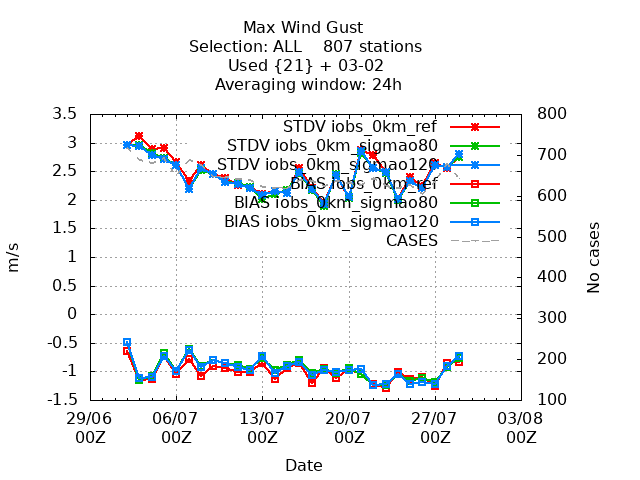 Max Wind Gust
Selection: ALL    807 stations
Used {21} + 03-02
Averaging window: 24h
STDV iobs_0km_ref
STDV iobs_0km_sigmao80
STDV iobs_0km_sigmao120
BIAS iobs_0km_ref
BIAS iobs_0km_sigmao80
BIAS iobs_0km_sigmao120
CASES
3.5
3
2.5
2
1.5
1
0.5
0
-0.5
-1
-1.5
m/s
800
700
600
500
400
300
200
100
No cases
29/06 06/07 13/07 20/07 27/07 03/08
00Z 00Z 00Z 00Z 00Z 00Z
Date